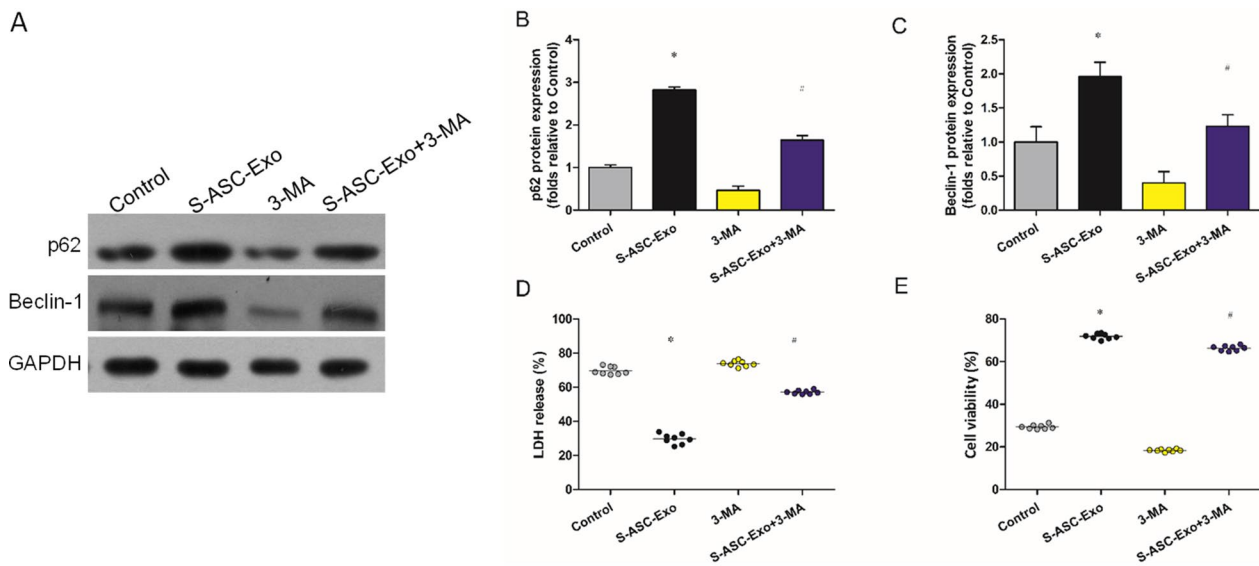 A
Control
S-ASC-Exo
3-MA
S-ASC-Exo+3-MA
p62
Beclin-1
GAPDH
B
p62 protein expression
(folds relative to Control)
4
3
2
1
0
*
#
Control
S-ASC-Exo
3-MA
S-ASC-Exo+3-MA
C
Beclin-1 protein expression
(folds relative to Control)
2.5
2.0
1.5
1.0
0.5
0.0
*
#
Control
S-ASC-Exo
3-MA
S-ASC-Exo+3-MA
D
LDH release (%)
100
80
60
40
20
0
*
#
Control
S-ASC-Exo
3-MA
S-ASC-Exo+3-MA
E
Cell viability (%)
80
60
40
20
0
*
#
Control
S-ASC-Exo
3-MA
S-ASC-Exo+3-MA